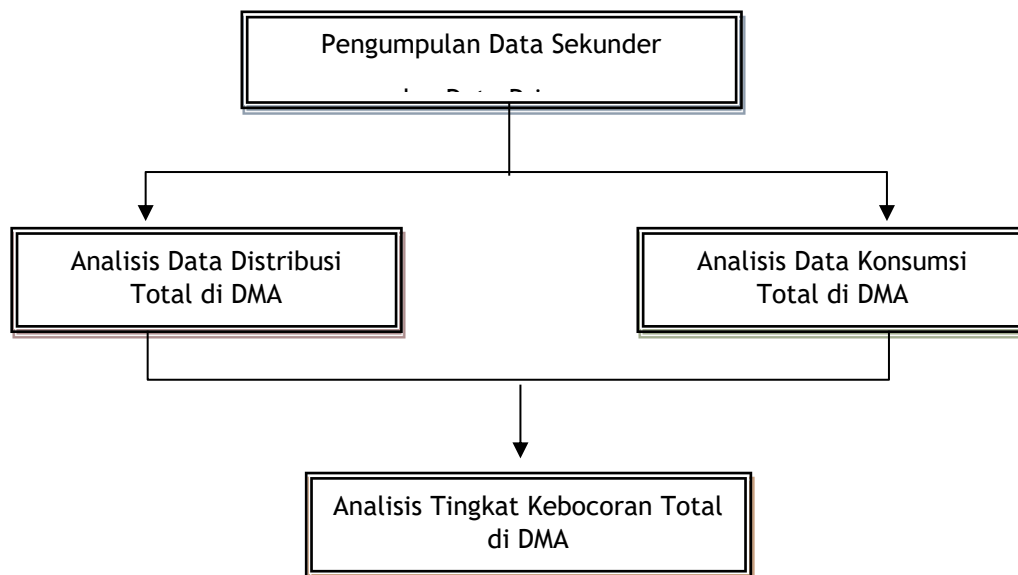 Pengumpulan Data Sekunder
Analisis Data Distribusi
Total di DMA
Analisis Data Konsumsi
Total di DMA
Analisis Tingkat Kebocoran Total
di DMA